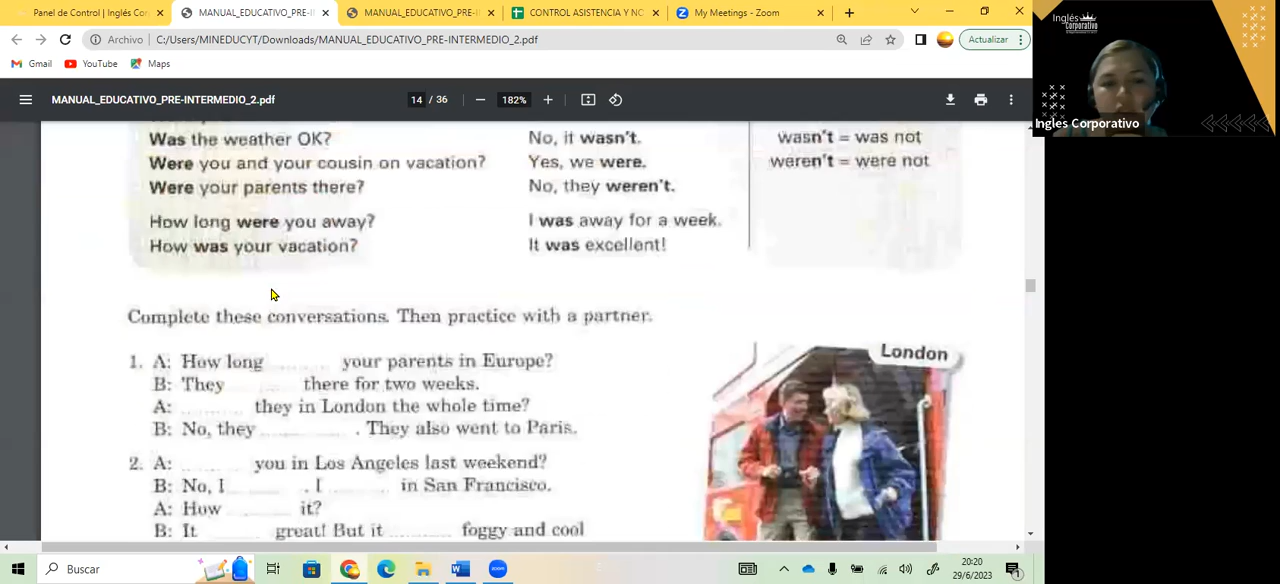 Panel de Control | Inglés Cor
MANUAL_EDUCATIVO_PRE-I
MANUAL_EDUCATIVO_PRE-I
CONTROL ASISTENCIA Y NO
My Meetings - Zoom
Archivo
C:/Users/MINEDUCYT/Downloads/MANUAL_EDUCATIVO_PRE-INTERMEDIO_2.pdf
Actualizar
Gmail
YouTube
Maps
MANUAL_EDUCATIVO_PRE-INTERMEDIO_2.pdf
14 / 36
182%
Was the weather OK? No, it wasn't. wasn't = was not
Were you and your cousin on vacation? Yes, we were. weren't = were not
Were your parents there? No, they weren't.
How long were you away? I was away for a week.
How was your vacation? It was excellent!
Complete these conversations. Then practice with a partner.
1. A: How long ........ your parents in Europe?
B: They ........ there for two weeks.
A: ........ they in London the whole time?
B: No, they ........ . They also went to Paris.
2. A: ........ you in Los Angeles last weekend?
B: No, I ........ . I ........ in San Francisco.
A: How ........ it?
B: It ........ great! But it ........ foggy and cool
London
Inglés
Corporativo
Ingles Corporativo
Buscar
zoom
20:20
29/6/2023